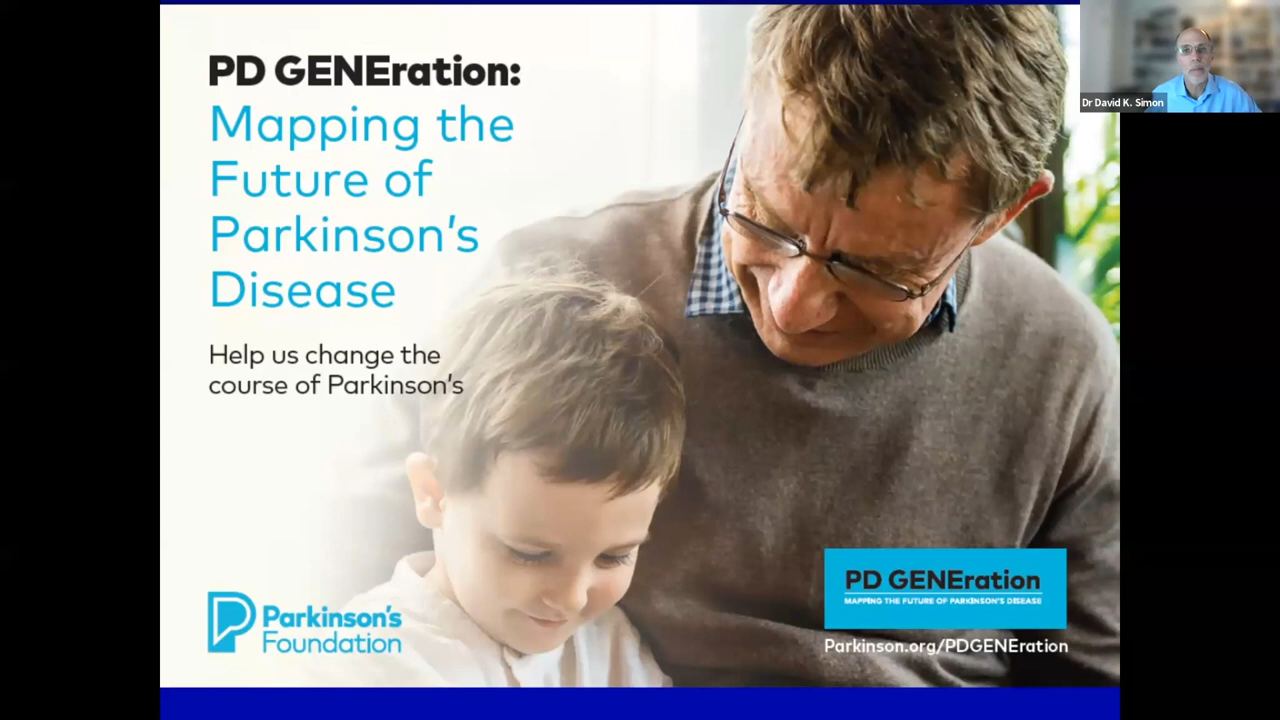 PD GENEration:
Mapping the
Future of
Parkinson's
Disease
Help us change the
course of Parkinson's
Parkinson's
Foundation
PD GENEration
MAPPING THE FUTURE OF PARKINSON'S DISEASE
Parkinson.org/PDGENEration
Dr David K. Simon